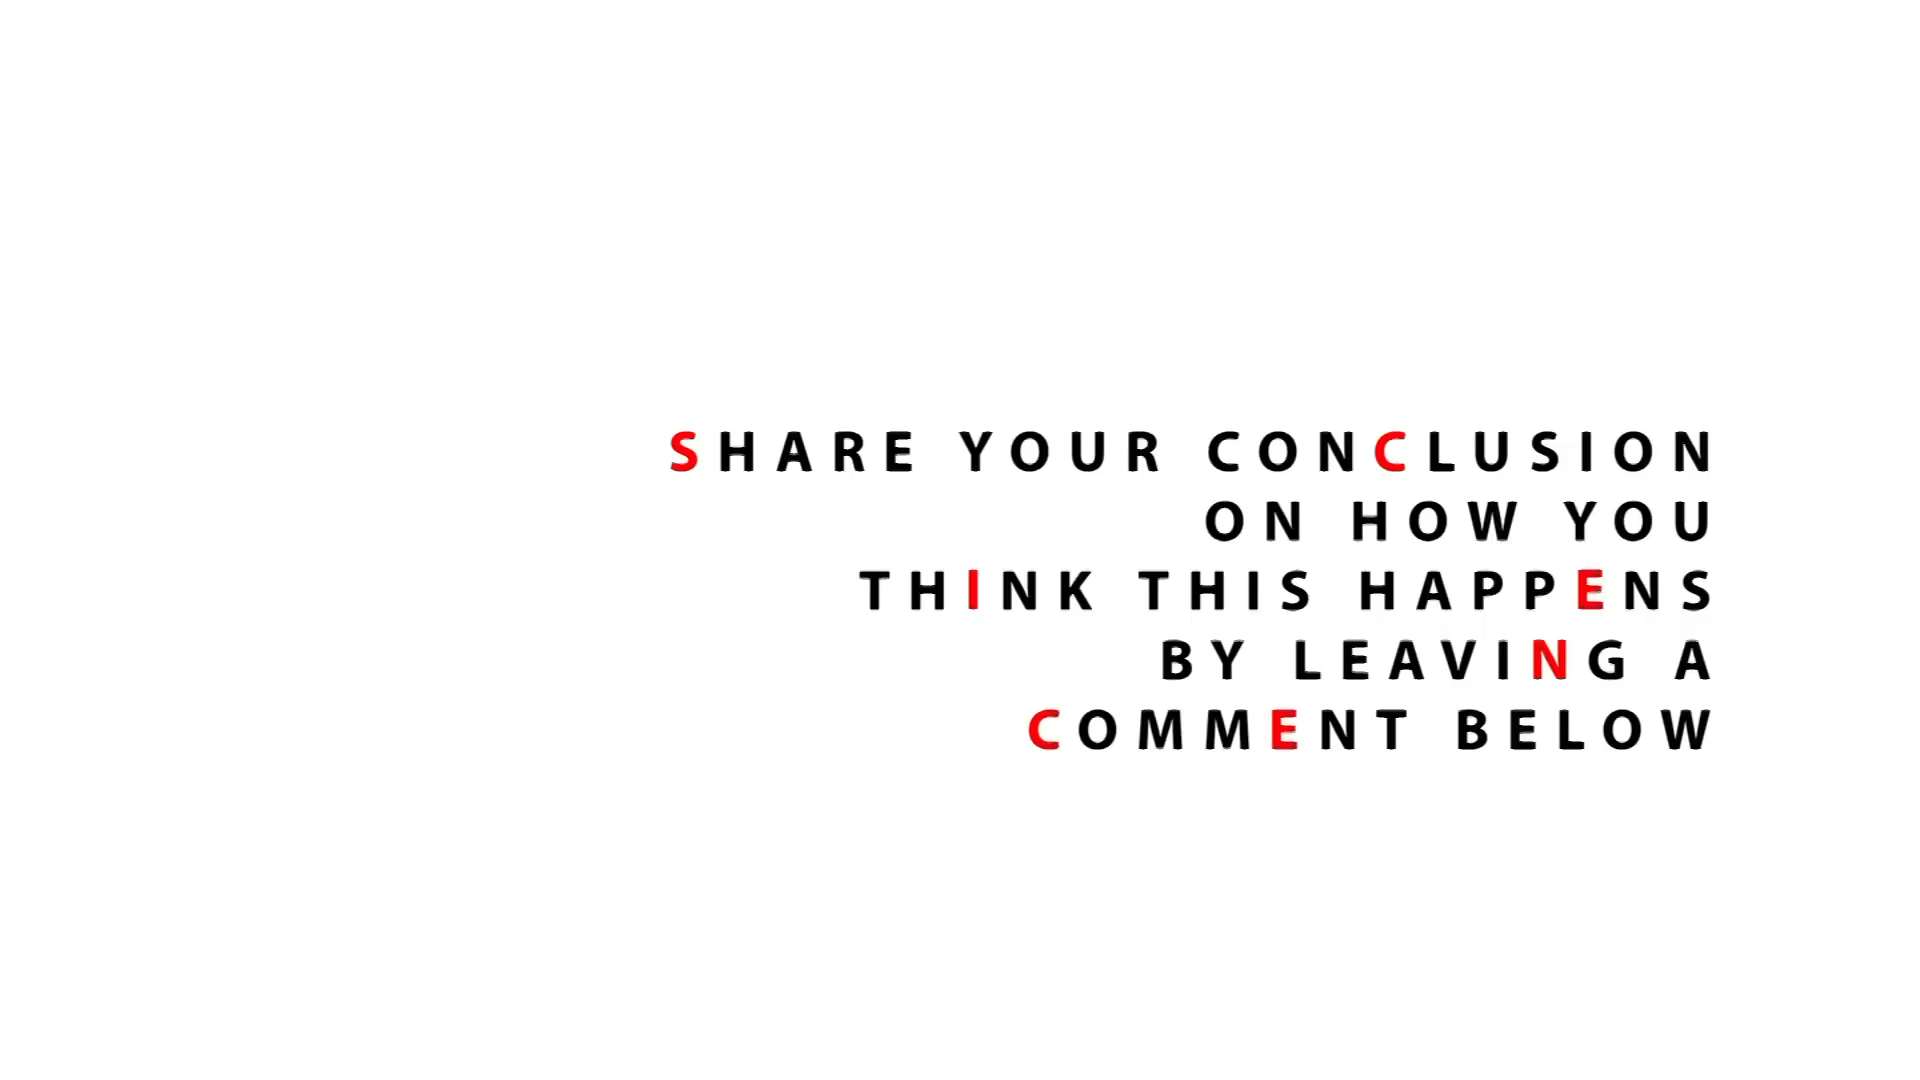 SHARE YOUR CONCLUSION
ON HOW YOU
THINK THIS HAPPENS
BY LEAVING A
COMMENT BELOW